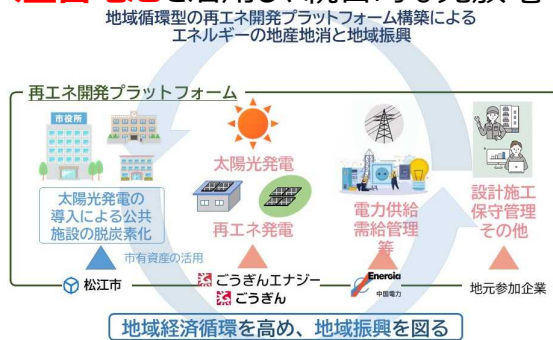 地域循環型の再エネ開発プラットフォーム構築による
エネルギーの地産地消と地域振興
再エネ開発プラットフォーム
市役所
太陽光発電
太陽光発電の
導入による公共
施設の脱炭素化
再エネ発電
電力供給
需給管理
等
設計施工
保守管理
その他
市有資産の活用
松江市
ごうぎんエナジー
ごうぎん
Energia
中国電力
地元参加企業
地域経済循環を高め、地域振興を図る